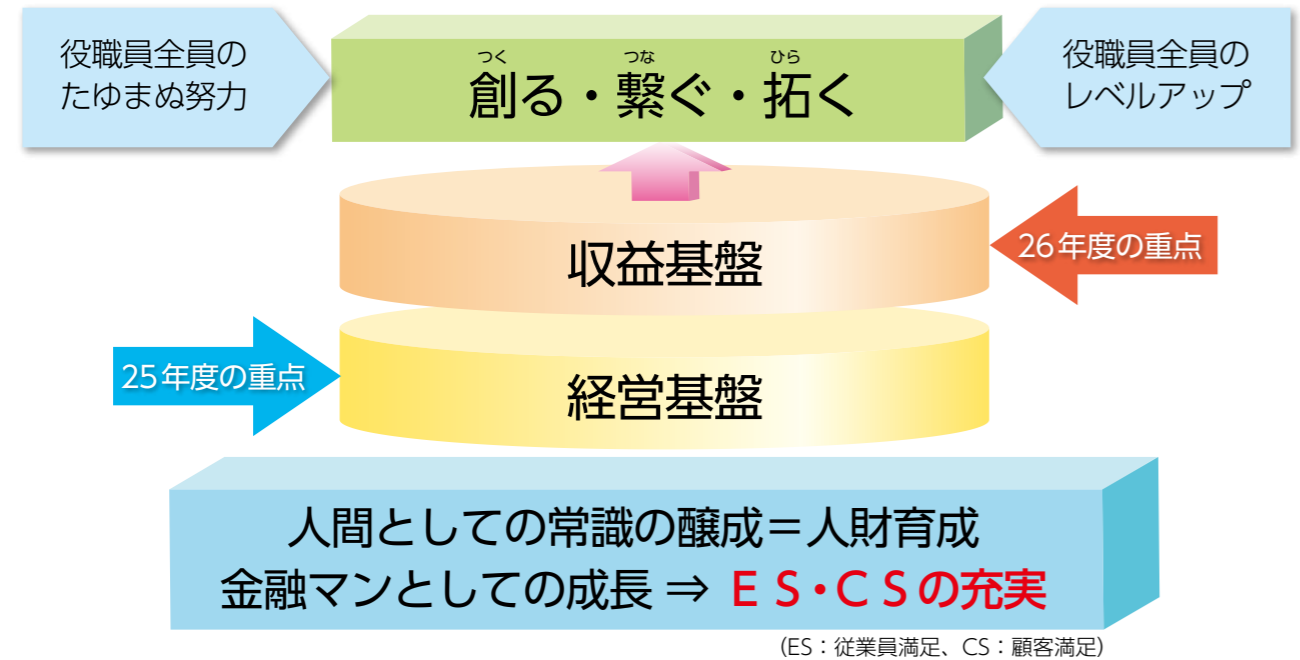 役職員全員の
たゆまぬ努力
つく つな ひら
創る・繋ぐ・拓く
役職員全員の
レベルアップ
収益基盤
26年度の重点
25年度の重点
経営基盤
人間としての常識の醸成＝人財育成
金融マンとしての成長 ⇒ ＥＳ・ＣＳの充実
（ES：従業員満足、CS：顧客満足）